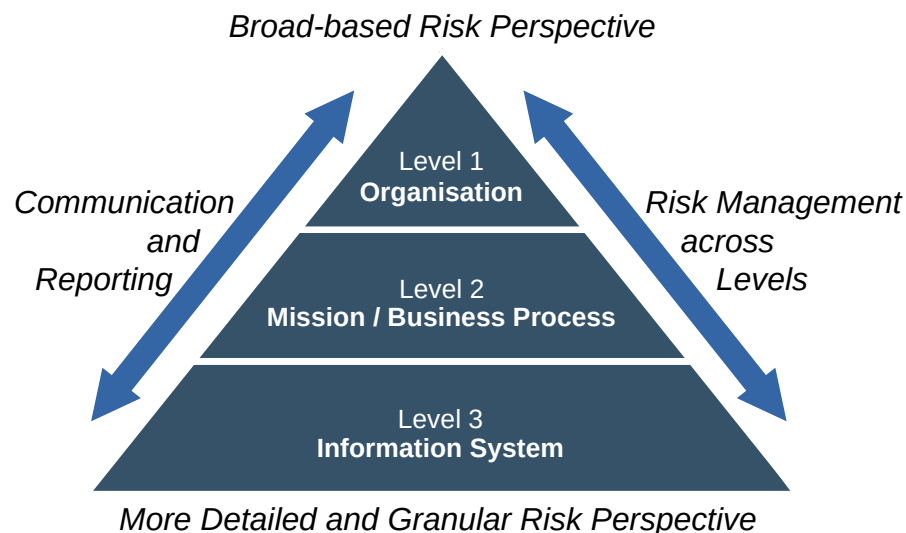 Broad-based Risk Perspective
Level 1
Organisation
Communication
and
Reporting
Risk Management
across
Levels
Level 2
Mission / Business Process
Level 3
Information System
More Detailed and Granular Risk Perspective